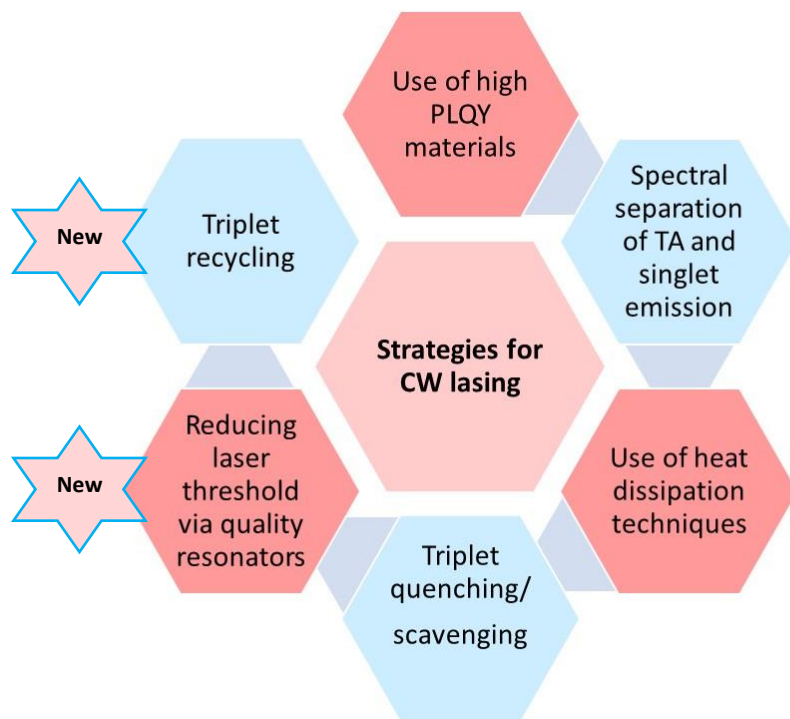 Use of high
PLQY
materials
Spectral
separation
of TA and
singlet
emission
New
Triplet
recycling
Strategies for
CW lasing
Reducing
laser
threshold
via quality
resonators
New
Use of heat
dissipation
techniques
Triplet
quenching/
scavenging